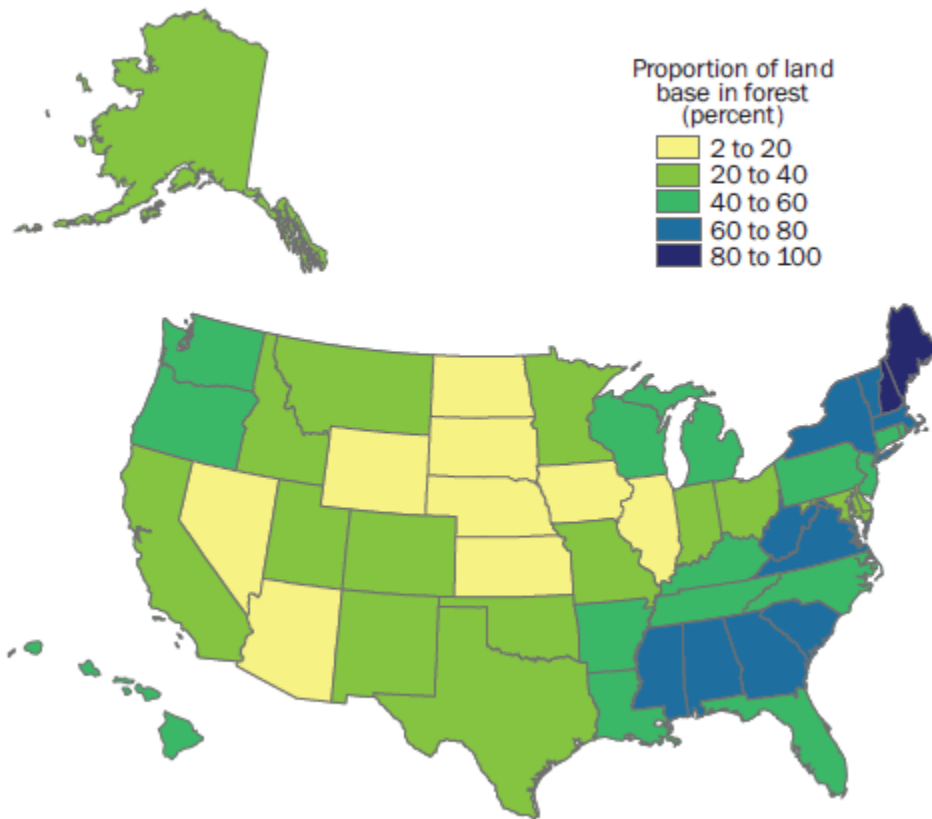 Proportion of land
base in forest
(percent)
2 to 20
20 to 40
40 to 60
60 to 80
80 to 100